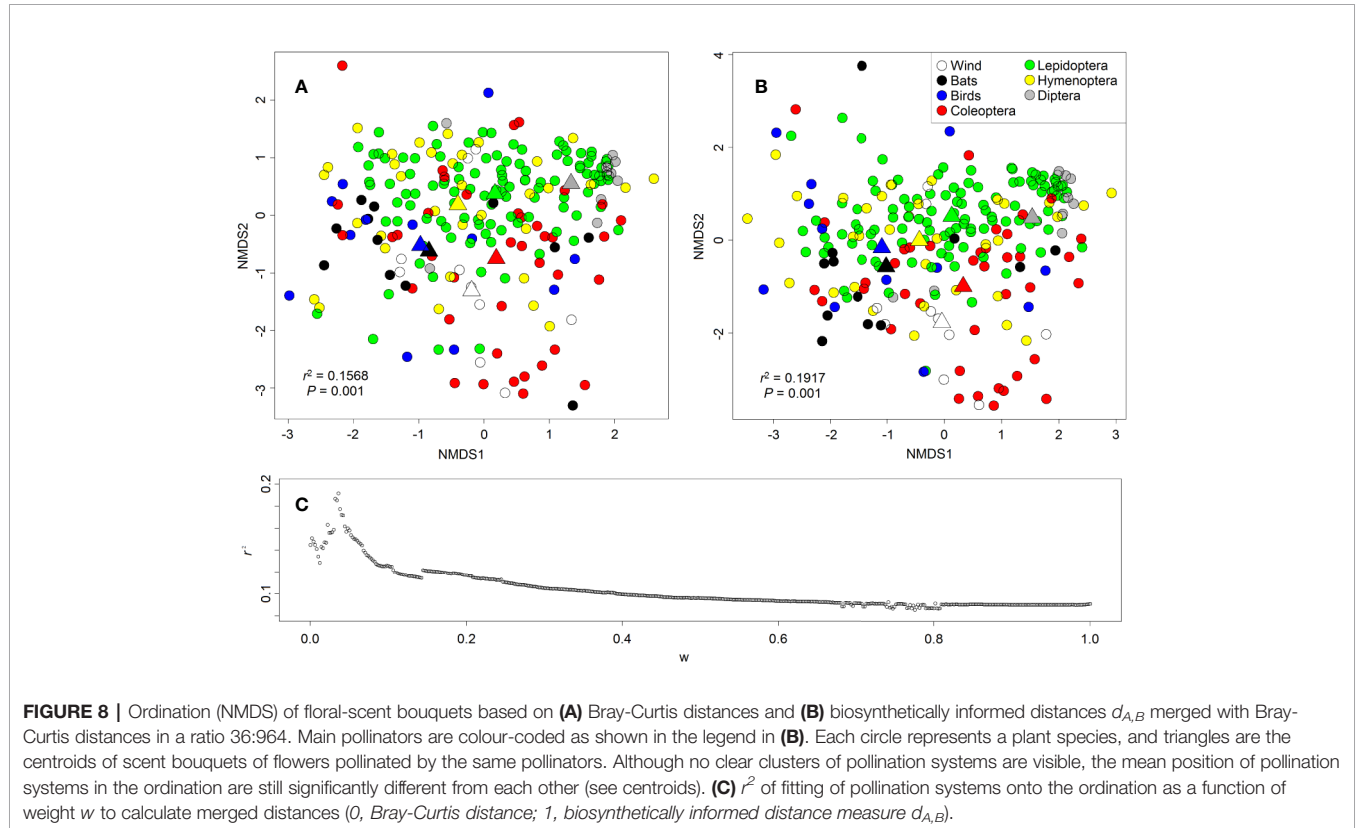 A
NMDS2
2
1
0
-1
-2
-3
r² = 0.1568
P = 0.001
-3 -2 -1 0 1 2
NMDS1
B
NMDS2
4
2
0
-2
Wind
Bats
Birds
Coleoptera
Lepidoptera
Hymenoptera
Diptera
r² = 0.1917
P = 0.001
-3 -2 -1 0 1 2 3
NMDS1
C
r²
0.2
0.1
0.0 0.2 0.4 0.6 0.8 1.0
w
FIGURE 8 | Ordination (NMDS) of floral-scent bouquets based on (A) Bray-Curtis distances and (B) biosynthetically informed distances dA,B merged with Bray-
Curtis distances in a ratio 36:964. Main pollinators are colour-coded as shown in the legend in (B). Each circle represents a plant species, and triangles are the
centroids of scent bouquets of flowers pollinated by the same pollinators. Although no clear clusters of pollination systems are visible, the mean position of pollination
systems in the ordination are still significantly different from each other (see centroids). (C) r² of fitting of pollination systems onto the ordination as a function of
weight w to calculate merged distances (0, Bray-Curtis distance; 1, biosynthetically informed distance measure dA,B).